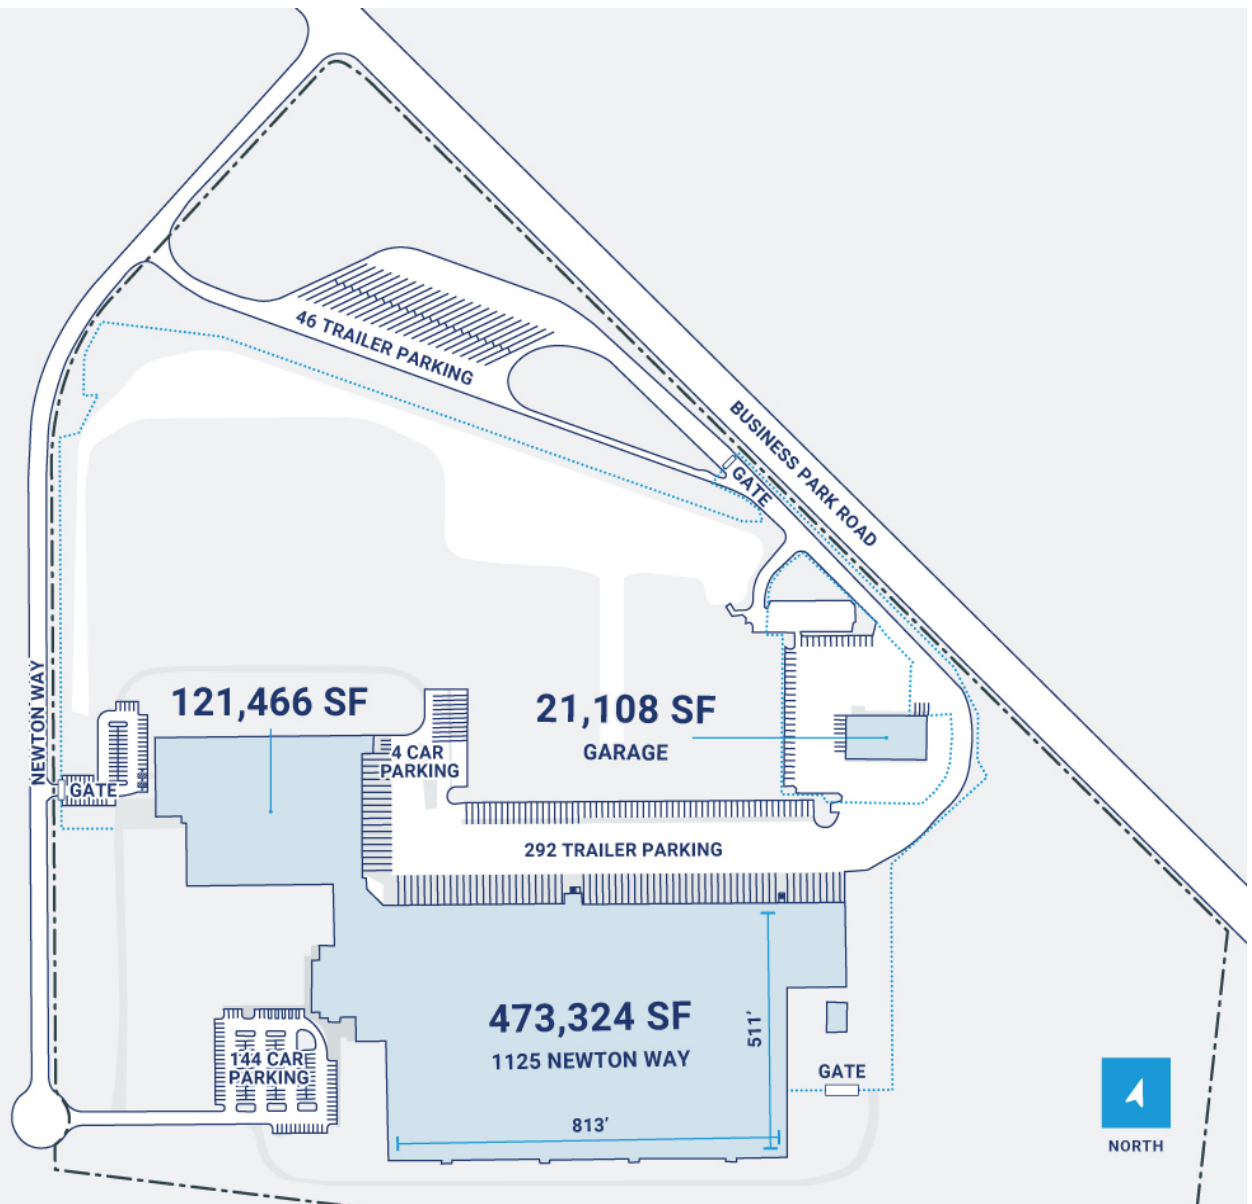 46 TRAILER PARKING
BUSINESS PARK ROAD
GATE
NEWTON WAY
121,466 SF
21,108 SF
GARAGE
4 CAR
PARKING
GATE
292 TRAILER PARKING
473,324 SF
1125 NEWTON WAY
511'
813'
144 CAR
PARKING
GATE
NORTH